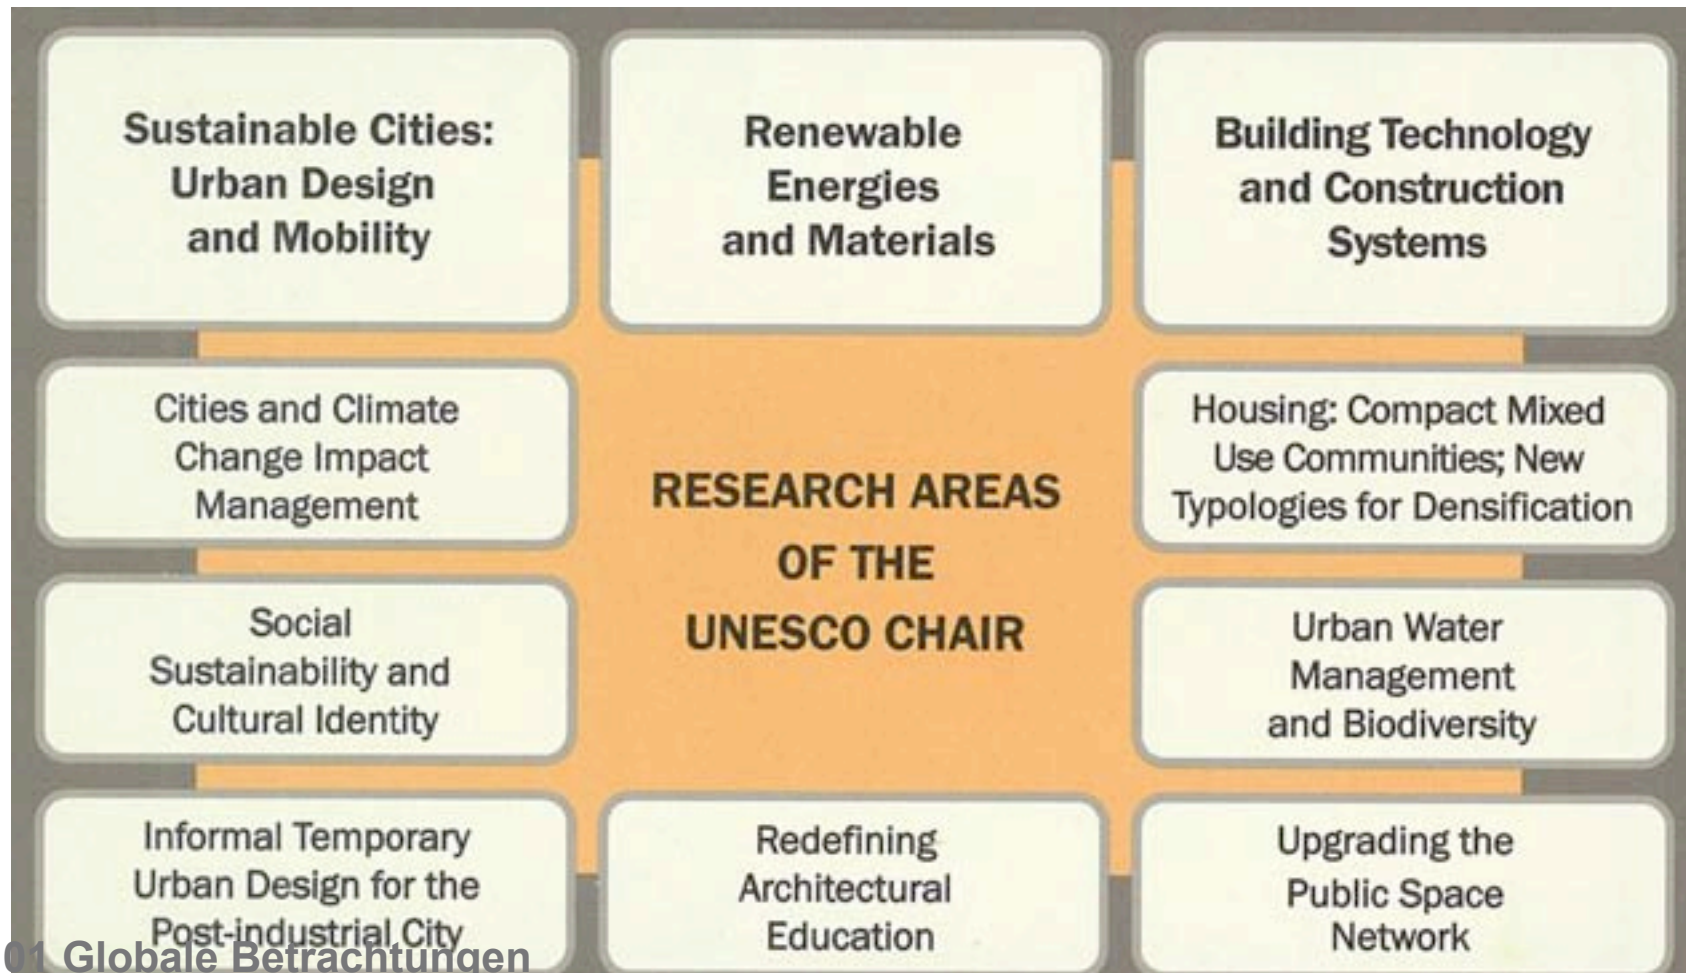 Sustainable Cities:
Urban Design
and Mobility
Renewable
Energies
and Materials
Building Technology
and Construction
Systems
Cities and Climate
Change Impact
Management
RESEARCH AREAS
OF THE
UNESCO CHAIR
Housing: Compact Mixed
Use Communities; New
Typologies for Densification
Social
Sustainability and
Cultural Identity
Urban Water
Management
and Biodiversity
Informal Temporary
Urban Design for the
Post-industrial City
Redefining
Architectural
Education
Upgrading the
Public Space
Network
01 Globale Betrachtungen